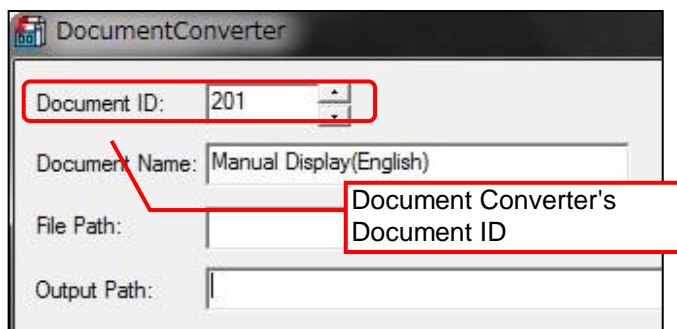 DocumentConverter
Document ID: 201
Document Name: Manual Display(English)
Document Converter's
Document ID
File Path:
Output Path: